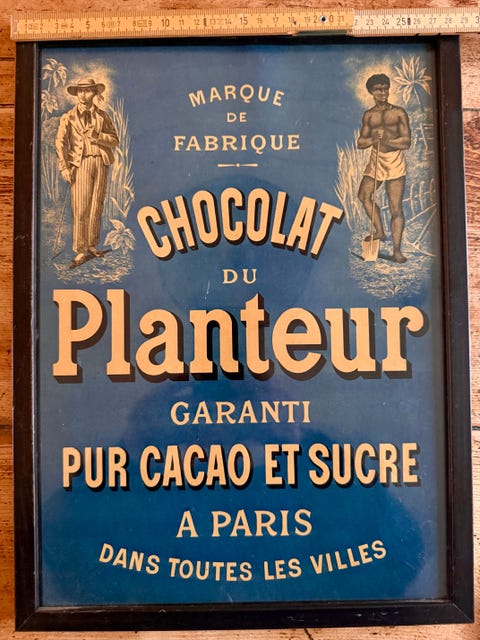 MARQUE
DE
FABRIQUE
CHOCOLAT
DU
Planteur
GARANTI
PUR CACAO ET SUCRE
A PARIS
DANS TOUTES LES VILLES